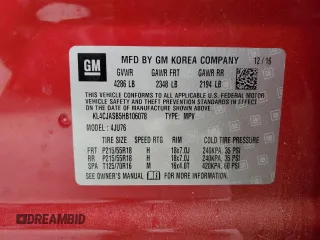 GM
MFD BY GM KOREA COMPANY 12/16
GVWR GAWR FRT GAWR RR
4286 LB 2348 LB 2194 LB
THIS VEHICLE CONFORMS TO ALL APPLICABLE U.S. FEDERAL MOTOR
VEHICLE SAFETY AND THEFT PREVENTION STANDARDS IN EFFECT ON
THE DATE OF MANUFACTURE SHOWN ABOVE.
KL4CJASB5HB106078 TYPE: MPV
MODEL: 4JU76
TIRE SIZE SPEED RTG RIM COLD TIRE PRESSURE
FRT P215/55R18 H 18x7.0J 240KPA, 35 PSI
RR P215/55R18 H 18x7.0J 240KPA, 35 PSI
SPA T125/70R16 M 16x4.0T 420KPA, 60 PSI
SEE OWNER'S MANUAL FOR ADDITIONAL INFORMATION.
DREAMBID